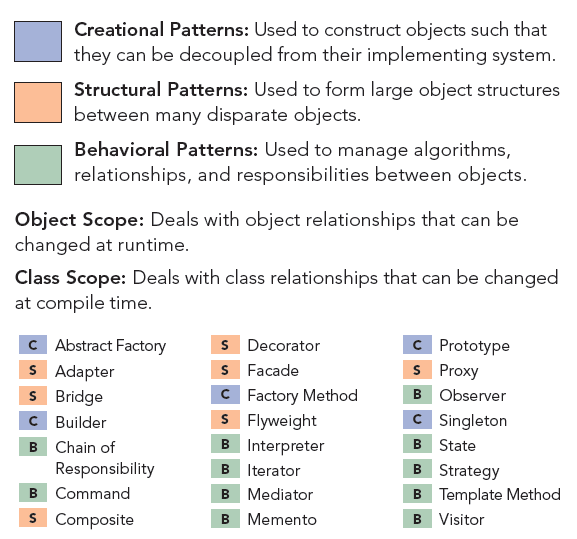 Creational Patterns: Used to construct objects such that
they can be decoupled from their implementing system.
Structural Patterns: Used to form large object structures
between many disparate objects.
Behavioral Patterns: Used to manage algorithms,
relationships, and responsibilities between objects.
Object Scope: Deals with object relationships that can be
changed at runtime.
Class Scope: Deals with class relationships that can be changed
at compile time.
C Abstract Factory
S Adapter
S Bridge
C Builder
B Chain of
Responsibility
B Command
S Composite
S Decorator
S Facade
C Factory Method
S Flyweight
B Interpreter
B Iterator
B Mediator
B Memento
C Prototype
S Proxy
B Observer
C Singleton
B State
B Strategy
B Template Method
B Visitor